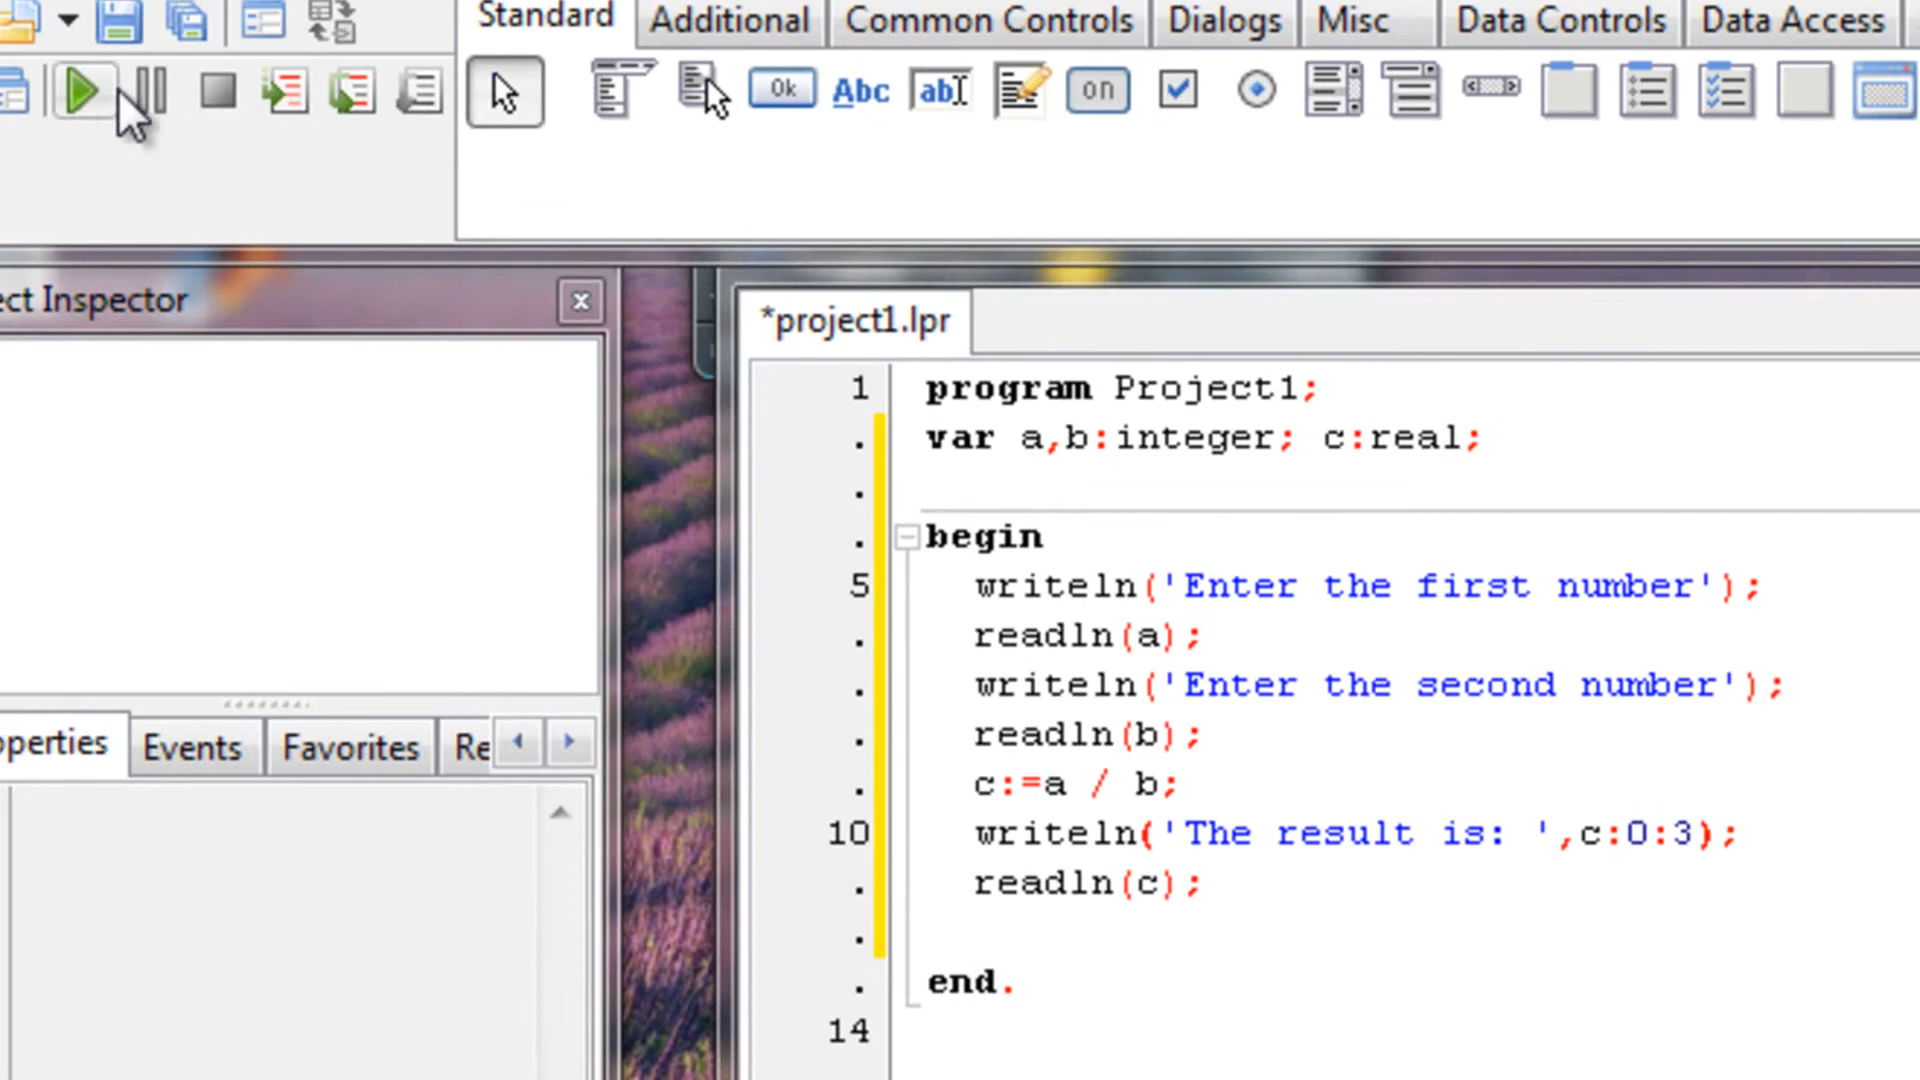 Standard Additional Common Controls Dialogs Misc Data Controls Data Access
Ok Abc ab on
ect Inspector
*project1.lpr
1 program Project1;
. var a,b:integer; c:real;
.
. begin
5 writeln('Enter the first number');
. readln(a);
. writeln('Enter the second number');
. readln(b);
. c:=a / b;
10 writeln('The result is: ',c:0:3);
. readln(c);
.
. end.
14
operties Events Favorites Re